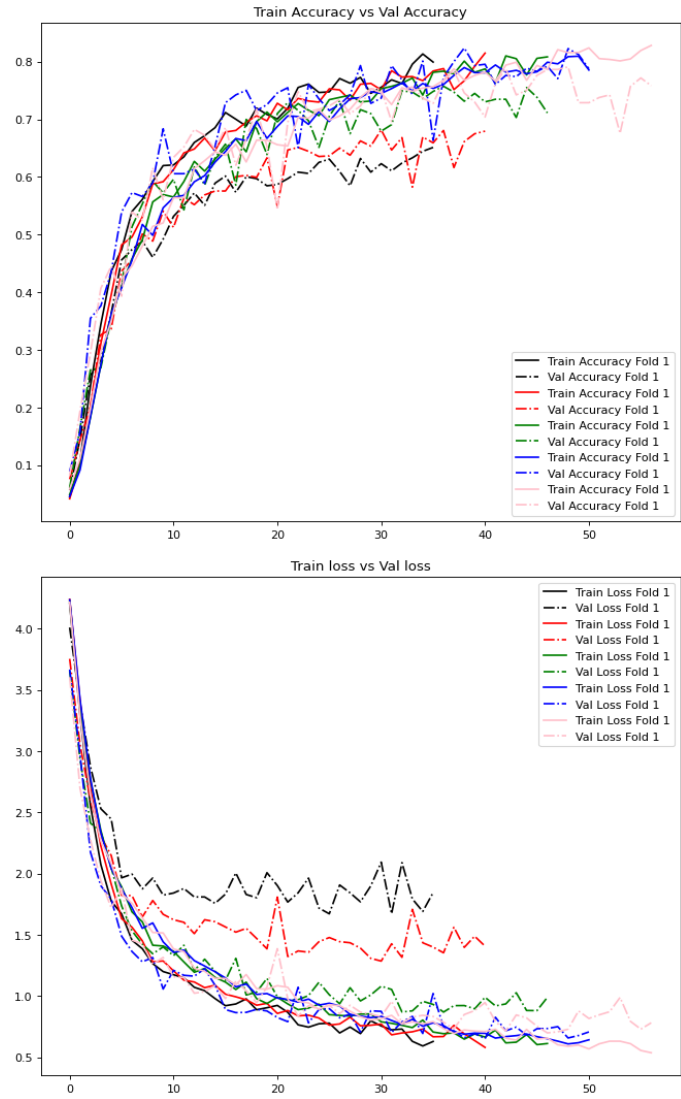 Train Accuracy vs Val Accuracy
0.8
0.7
0.6
0.5
0.4
0.3
0.2
0.1
Train Accuracy Fold 1
Val Accuracy Fold 1
Train Accuracy Fold 1
Val Accuracy Fold 1
Train Accuracy Fold 1
Val Accuracy Fold 1
Train Accuracy Fold 1
Val Accuracy Fold 1
Train Accuracy Fold 1
Val Accuracy Fold 1
0 10 20 30 40 50
Train loss vs Val loss
4.0
3.5
3.0
2.5
2.0
1.5
1.0
0.5
Train Loss Fold 1
Val Loss Fold 1
Train Loss Fold 1
Val Loss Fold 1
Train Loss Fold 1
Val Loss Fold 1
Train Loss Fold 1
Val Loss Fold 1
Train Loss Fold 1
Val Loss Fold 1
0 10 20 30 40 50